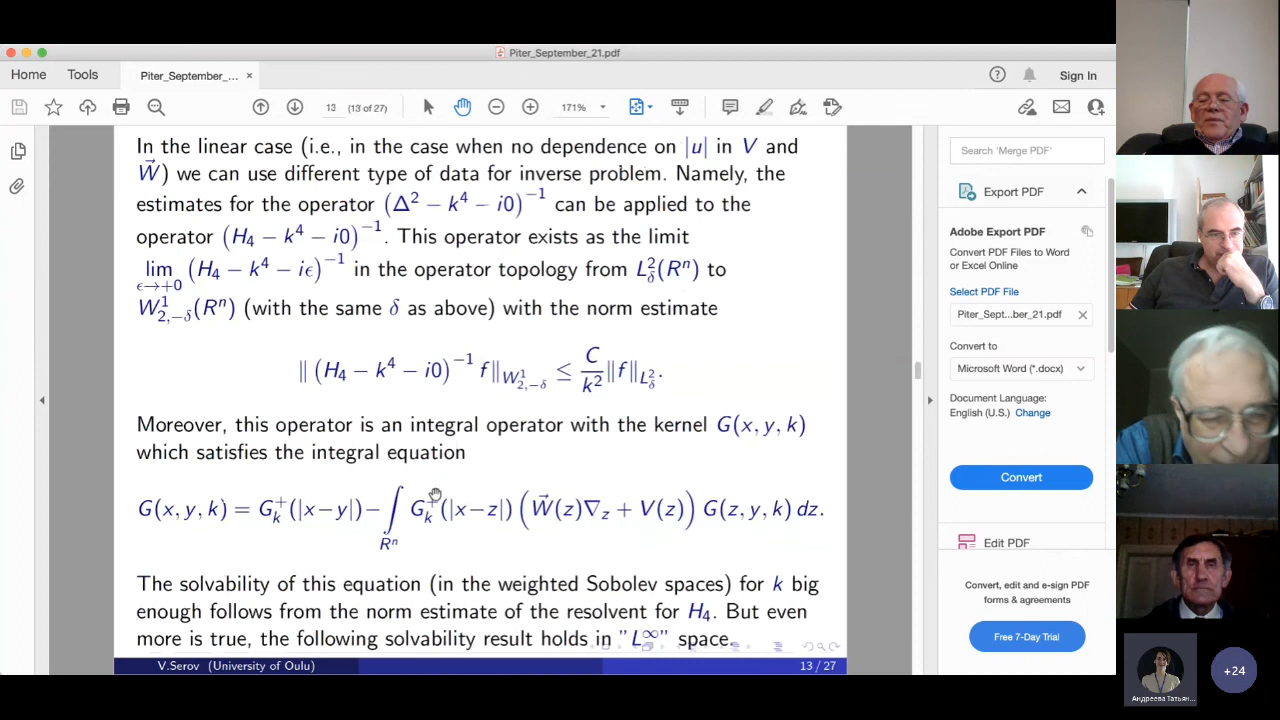 Piter_September_21.pdf
Home Tools Piter_September_-... × Sign In
13 (13 of 27) 171%
In the linear case (i.e., in the case when no dependence on |u| in V and
W⃗) we can use different type of data for inverse problem. Namely, the
estimates for the operator (Δ² − k⁴ − i0)⁻¹ can be applied to the
operator (H₄ − k⁴ − i0)⁻¹. This operator exists as the limit
lim_{ϵ→+0} (H₄ − k⁴ − iϵ)⁻¹ in the operator topology from L²_δ(Rⁿ) to
W¹_{2,−δ}(Rⁿ) (with the same δ as above) with the norm estimate
‖ (H₄ − k⁴ − i0)⁻¹ f‖_{W¹_{2,−δ}} ≤ C/k² ‖f‖_{L²_δ}.
Moreover, this operator is an integral operator with the kernel G(x, y, k)
which satisfies the integral equation
G(x, y, k) = G⁺_k(|x−y|) − ∫_{Rⁿ} G⁺_k(|x−z|) (W⃗(z)∇_z + V(z)) G(z, y, k) dz.
The solvability of this equation (in the weighted Sobolev spaces) for k big
enough follows from the norm estimate of the resolvent for H₄. But even
more is true, the following solvability result holds in "L^∞_−" space.
V.Serov (University of Oulu) 13 / 27
Search 'Merge PDF'
Export PDF
Adobe Export PDF
Convert PDF Files to Word
or Excel Online
Select PDF File
Piter_Sept...ber_21.pdf ×
Convert to
Microsoft Word (*.docx)
Document Language:
English (U.S.) Change
Convert
Edit PDF
Convert, edit and e-sign PDF
forms & agreements
Free 7-Day Trial
Андреева Татьян...
+24